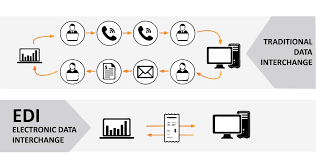 TRADITIONAL
DATA
INTERCHANGE
EDI
ELECTRONIC DATA
INTERCHANGE